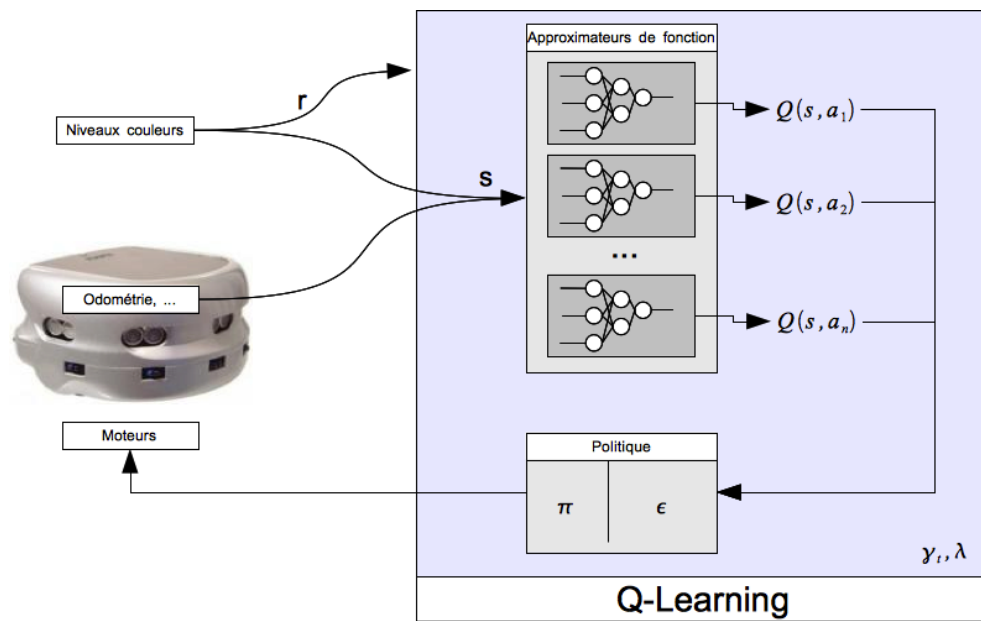 Approximateurs de fonction
r
Niveaux couleurs
Q(s,a₁)
s
Q(s,a₂)
...
Odométrie, ...
Q(s,aₙ)
Moteurs
Politique
π
ϵ
γₜ,λ
Q-Learning